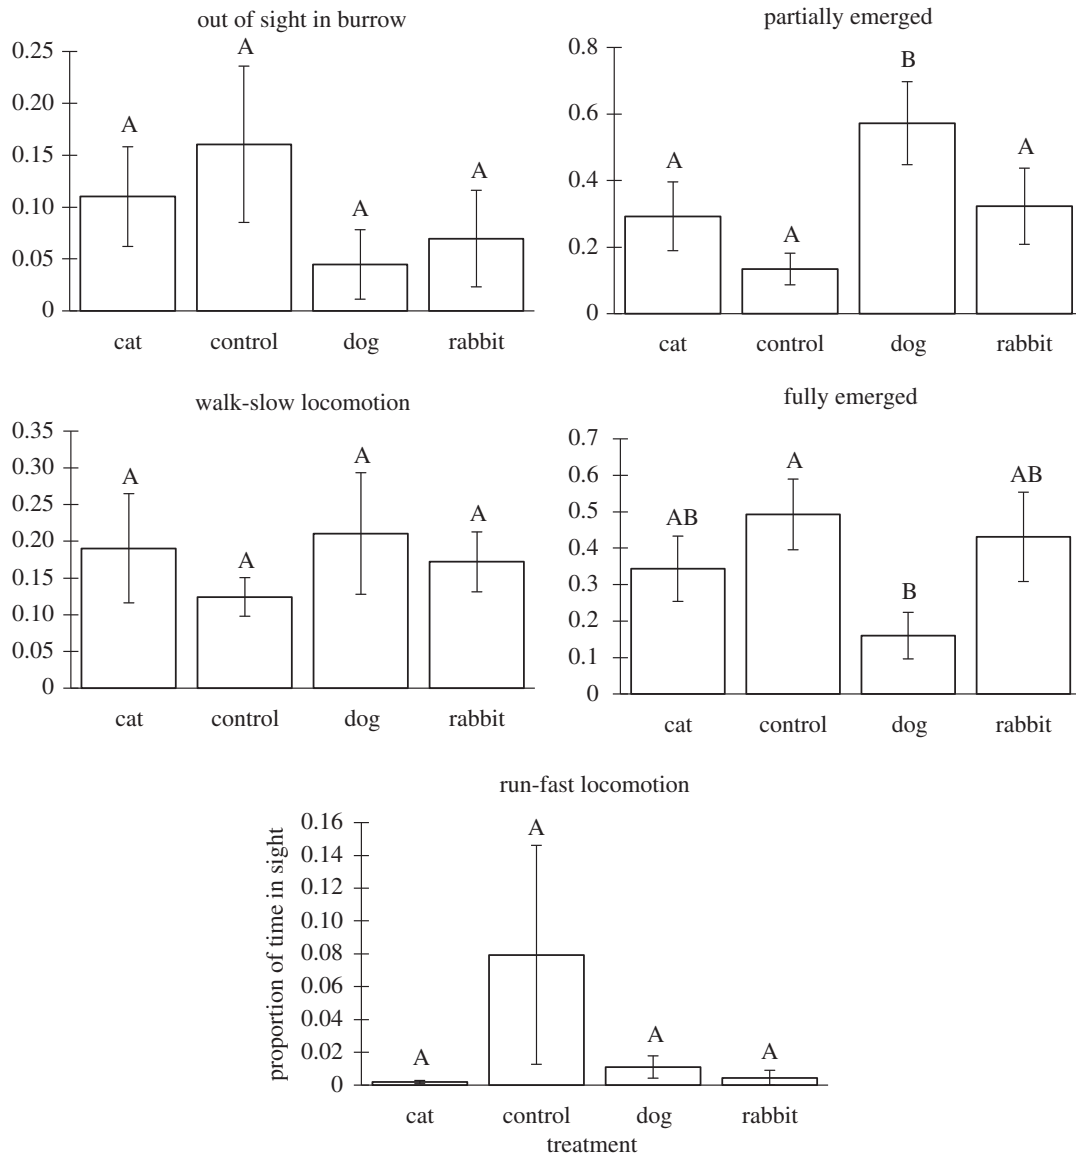 out of sight in burrow
A
0.25
0.20
0.15
0.10
0.05
0
A
A
A
cat control dog rabbit
partially emerged
0.8
0.6
0.4
0.2
0
A
A
B
A
cat control dog rabbit
walk-slow locomotion
0.35
0.30
0.25
0.20
0.15
0.10
0.05
0
A
A
A
A
cat control dog rabbit
fully emerged
0.7
0.6
0.5
0.4
0.3
0.2
0.1
0
AB
A
B
AB
cat control dog rabbit
run-fast locomotion
proportion of time in sight
0.16
0.14
0.12
0.10
0.08
0.06
0.04
0.02
0
A
A
A
A
cat control dog rabbit
treatment